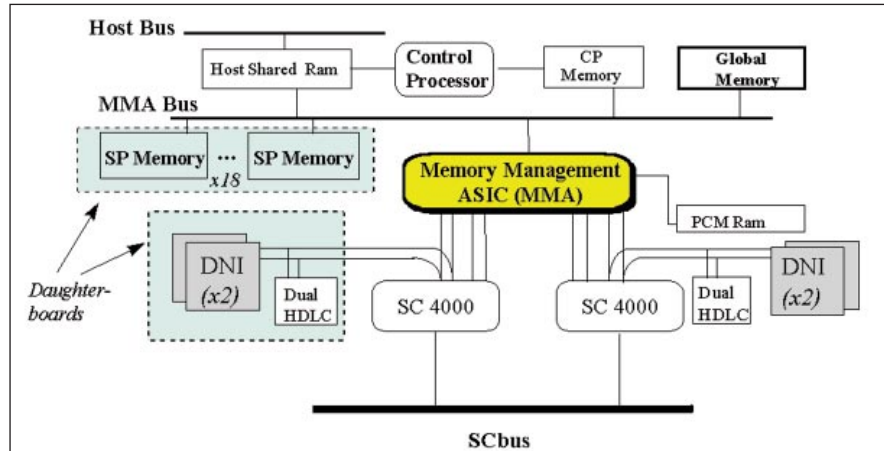 Host Bus
Host Shared Ram
Control
Processor
CP
Memory
Global
Memory
MMA Bus
SP Memory
...
SP Memory
x18
Memory Management
ASIC (MMA)
PCM Ram
DNI
(x2)
Dual
HDLC
SC 4000
SC 4000
Dual
HDLC
DNI
(x2)
Daughter-
boards
SCbus